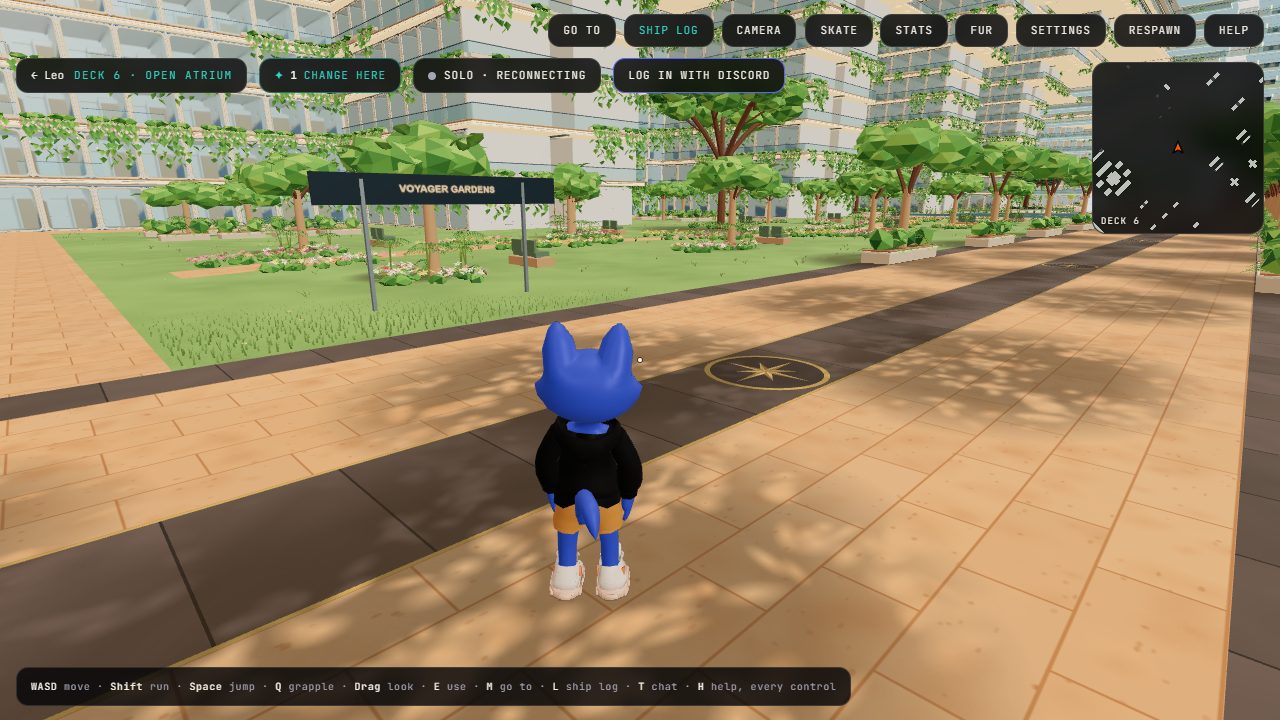 GO TO
SHIP LOG
CAMERA
SKATE
STATS
FUR
SETTINGS
RESPAWN
HELP
← Leo DECK 6 · OPEN ATRIUM
✦ 1 CHANGE HERE
SOLO · RECONNECTING
LOG IN WITH DISCORD
VOYAGER GARDENS
DECK 6
WASD move · Shift run · Space jump · Q grapple · Drag look · E use · M go to · L ship log · T chat · H help, every control